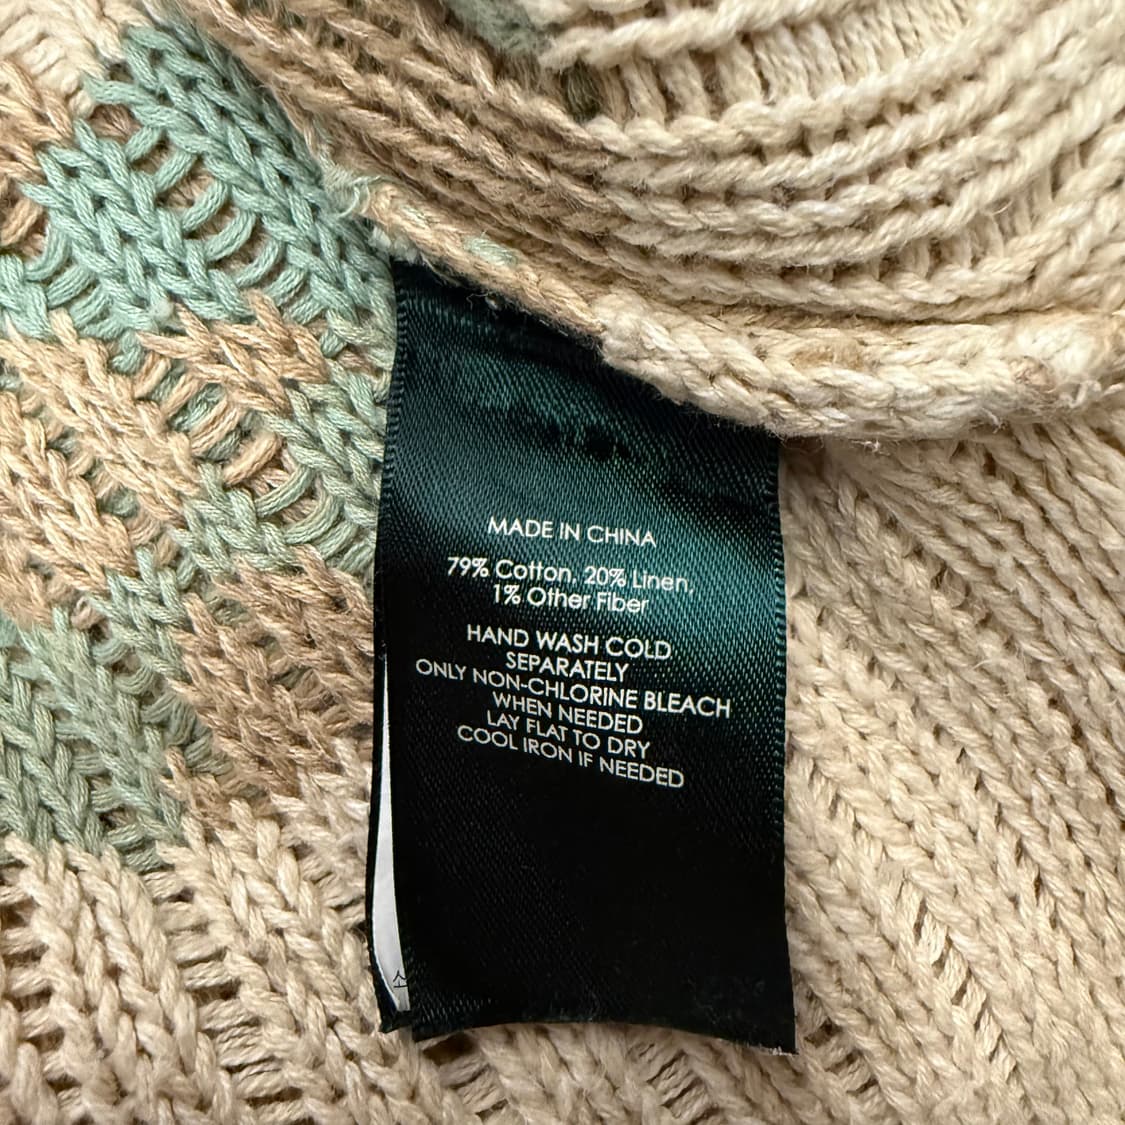 MADE IN CHINA
79% Cotton, 20% Linen,
1% Other Fiber
HAND WASH COLD
SEPARATELY
ONLY NON-CHLORINE BLEACH
WHEN NEEDED
LAY FLAT TO DRY
COOL IRON IF NEEDED